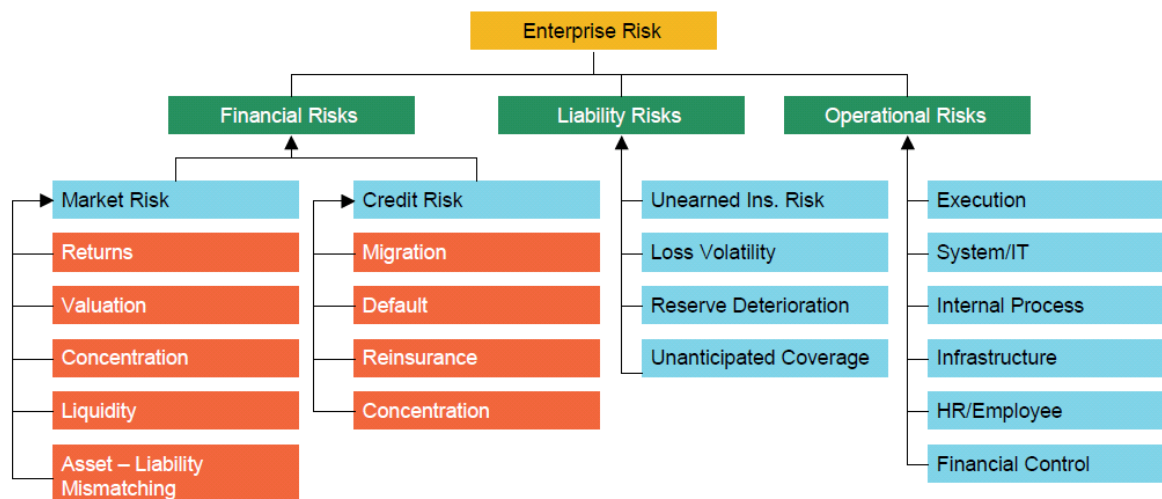 Enterprise Risk
Financial Risks
Liability Risks
Operational Risks
Market Risk
Returns
Valuation
Concentration
Liquidity
Asset – Liability
Mismatching
Credit Risk
Migration
Default
Reinsurance
Concentration
Unearned Ins. Risk
Loss Volatility
Reserve Deterioration
Unanticipated Coverage
Execution
System/IT
Internal Process
Infrastructure
HR/Employee
Financial Control